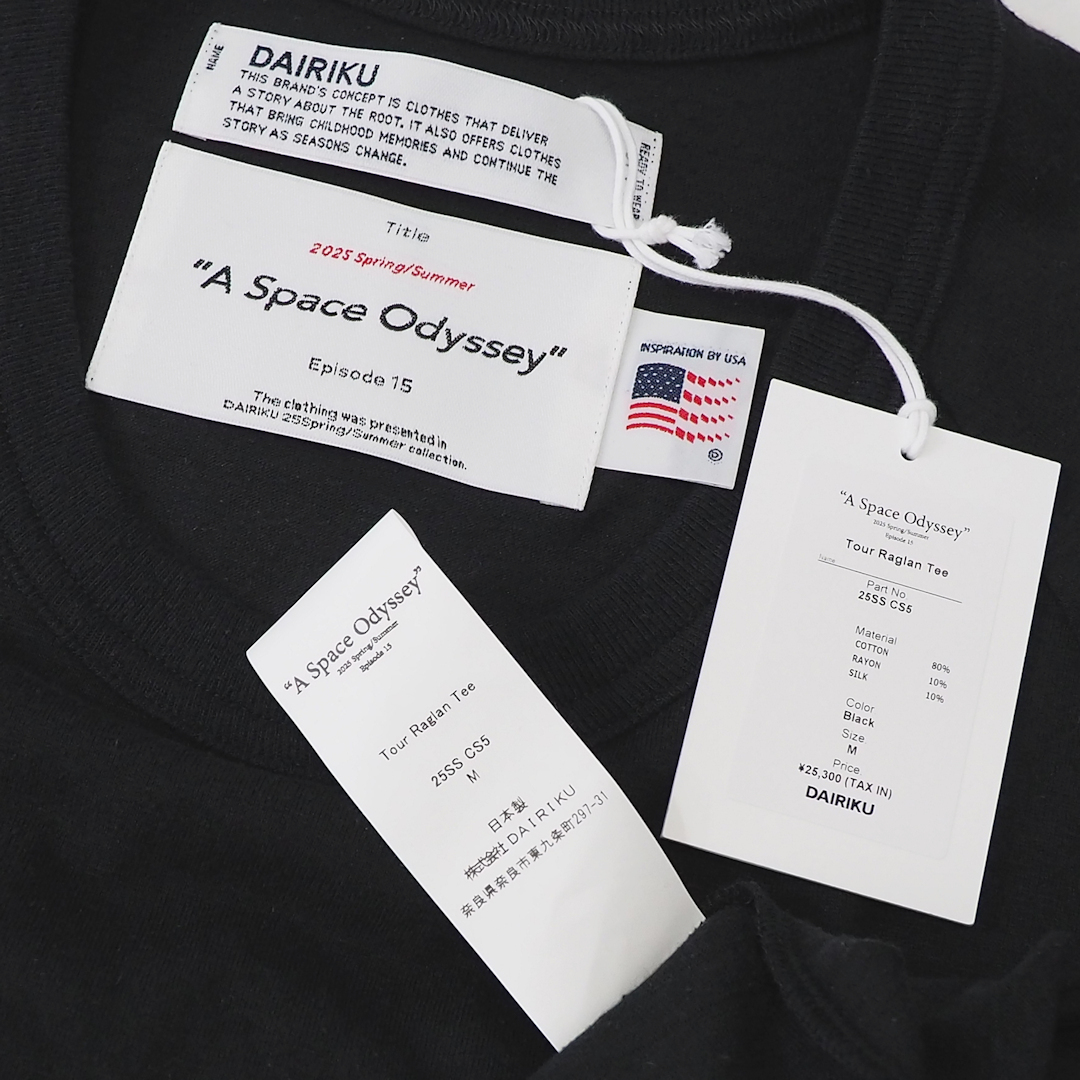 NAME
DAIRIKU
THIS BRAND'S CONCEPT IS CLOTHES THAT DELIVER
A STORY ABOUT THE ROOT. IT ALSO OFFERS CLOTHES
THAT BRING CHILDHOOD MEMORIES AND CONTINUE THE
STORY AS SEASONS CHANGE.
READY TO WEAR
Title
2025 Spring/Summer
"A Space Odyssey"
Episode 15
The clothing was presented in
DAIRIKU 25Spring/Summer collection.
INSPIRATION BY USA
"A Space Odyssey"
2025 Spring/Summer
Episode 15
Tour Raglan Tee
Name
Part No
25SS CS5
Material
COTTON 80%
RAYON 10%
SILK 10%
Color
Black
Size
M
Price
¥25,300 (TAX IN)
DAIRIKU
"A Space Odyssey"
2025 Spring/Summer
Episode 15
Tour Raglan Tee
25SS CS5
M
日本製
株式会社 DAIRIKU
奈良県奈良市東九条町297-31